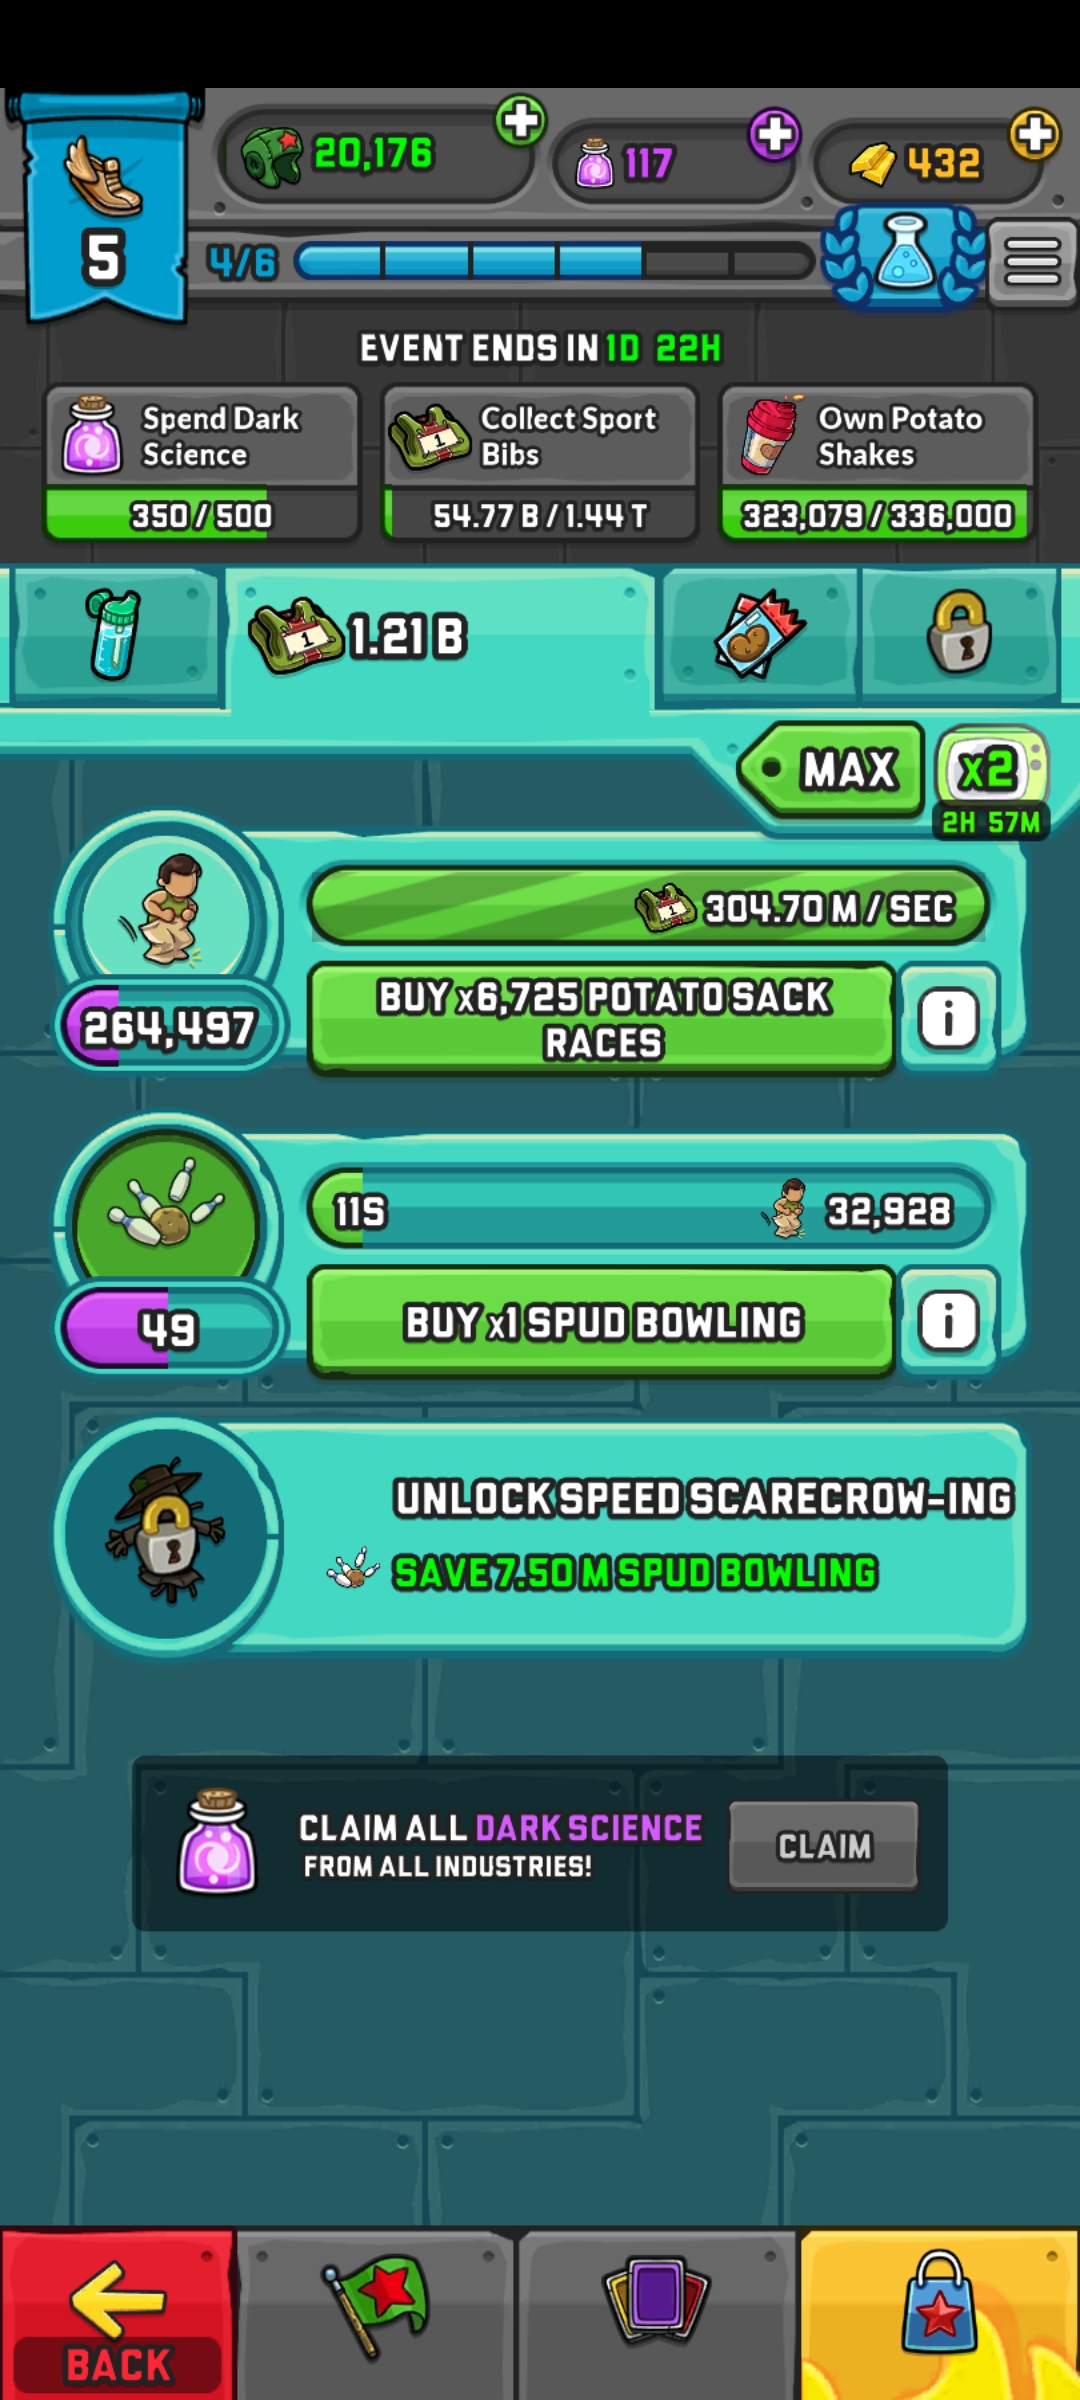 20,176
117
432
5
4/6
EVENT ENDS IN 1D 22H
Spend Dark
Science
350/500
Collect Sport
Bibs
54.77 B/1.44 T
Own Potato
Shakes
323,079/336,000
1
1.21 B
MAX
x2
2H 57M
1
304.70 M/SEC
264,497
BUY x6,725 POTATO SACK
RACES
i
11S
32,928
49
BUY x1 SPUD BOWLING
i
UNLOCK SPEED SCARECROW-ING
SAVE 7.50 M SPUD BOWLING
CLAIM ALL DARK SCIENCE
FROM ALL INDUSTRIES!
CLAIM
BACK